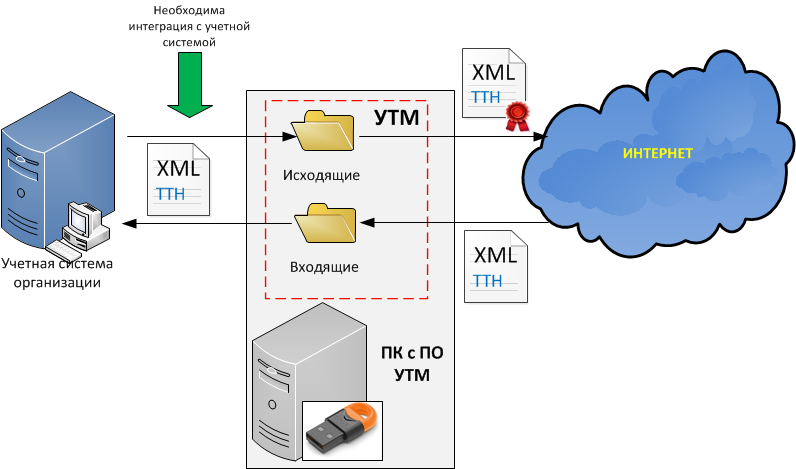 Необходима
интеграция с учетной
системой
XML
ТТН
УТМ
Исходящие
XML
ТТН
ИНТЕРНЕТ
Входящие
XML
ТТН
Учетная система
организации
ПК с ПО
УТМ